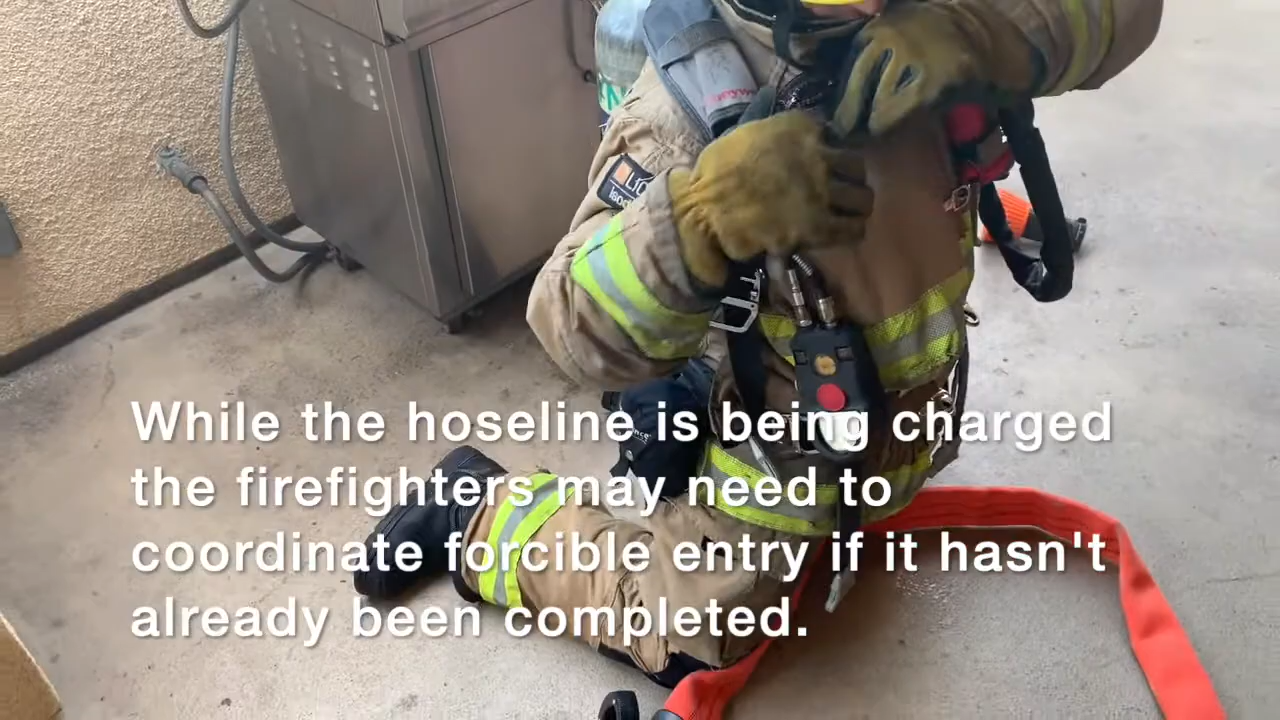 While the hoseline is being charged
the firefighters may need to
coordinate forcible entry if it hasn't
already been completed.